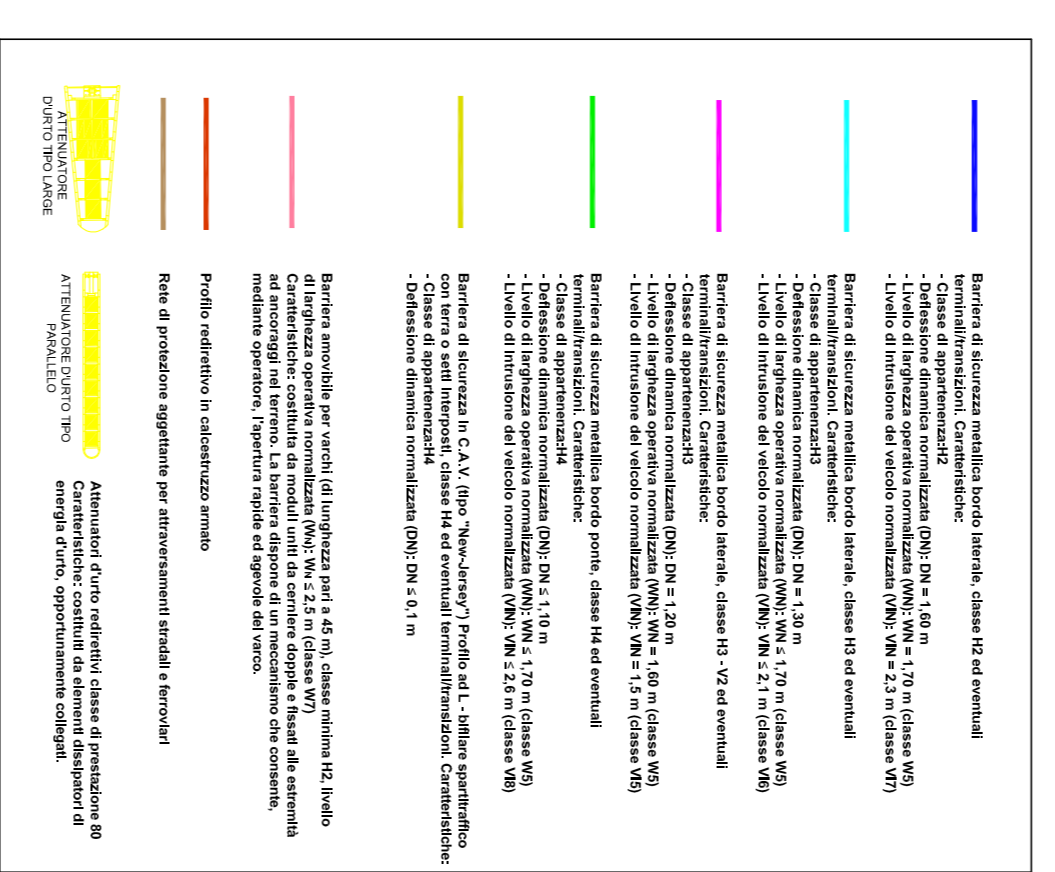 Barriera di sicurezza metallica bordo laterale, classe H2 ed eventuali
terminali/transizioni. Caratteristiche:
- Classe di appartenenza:H2
- Deflessione dinamica normalizzata (DN): DN = 1,60 m
- Livello di larghezza operativa normalizzata (WN): WN = 1,70 m (classe W5)
- Livello di intrusione del veicolo normalizzata (VIN): VIN = 2,3 m (classe VI7)
Barriera di sicurezza metallica bordo laterale, classe H3 ed eventuali
terminali/transizioni. Caratteristiche:
- Classe di appartenenza:H3
- Deflessione dinamica normalizzata (DN): DN = 1,30 m
- Livello di larghezza operativa normalizzata (WN): WN ≤ 1,70 m (classe W5)
- Livello di intrusione del veicolo normalizzata (VIN): VIN ≤ 2,1 m (classe VI6)
Barriera di sicurezza metallica bordo laterale, classe H3 - V2 ed eventuali
terminali/transizioni. Caratteristiche:
- Classe di appartenenza:H3
- Deflessione dinamica normalizzata (DN): DN = 1,20 m
- Livello di larghezza operativa normalizzata (WN): WN = 1,60 m (classe W5)
- Livello di intrusione del veicolo normalizzata (VIN): VIN = 1,5 m (classe VI5)
Barriera di sicurezza metallica bordo ponte, classe H4 ed eventuali
terminali/transizioni. Caratteristiche:
- Classe di appartenenza:H4
- Deflessione dinamica normalizzata (DN): DN ≤ 1,10 m
- Livello di larghezza operativa normalizzata (WN): WN ≤ 1,70 m (classe W5)
- Livello di intrusione del veicolo normalizzata (VIN): VIN ≤ 2,6 m (classe VI8)
Barriera di sicurezza in C.A.V. (tipo "New-Jersey") Profilo ad L - bifilare spartitraffico
con terra o setti interposti, classe H4 ed eventuali terminali/transizioni. Caratteristiche:
- Classe di appartenenza:H4
- Deflessione dinamica normalizzata (DN): DN ≤ 0,1 m
Barriera amovibile per varchi (di lunghezza pari a 45 m), classe minima H2, livello
di larghezza operativa normalizzata (WN): WN ≤ 2,5 m (classe W7)
Caratteristiche: costituita da moduli uniti da cerniere doppie e fissati alle estremità
ad ancoraggi nel terreno. La barriera dispone di un meccanismo che consente,
mediante operatore, l'apertura rapide ed agevole del varco.
Profilo redirettivo in calcestruzzo armato
Rete di protezione aggettante per attraversamenti stradali e ferroviari
ATTENUATORE
D'URTO TIPO LARGE
ATTENUATORE D'URTO TIPO
PARALLELO
Attenuatori d'urto redirettivi classe di prestazione 80
Caratteristiche: costituiti da elementi dissipatori di
energia d'urto, opportunamente collegati.